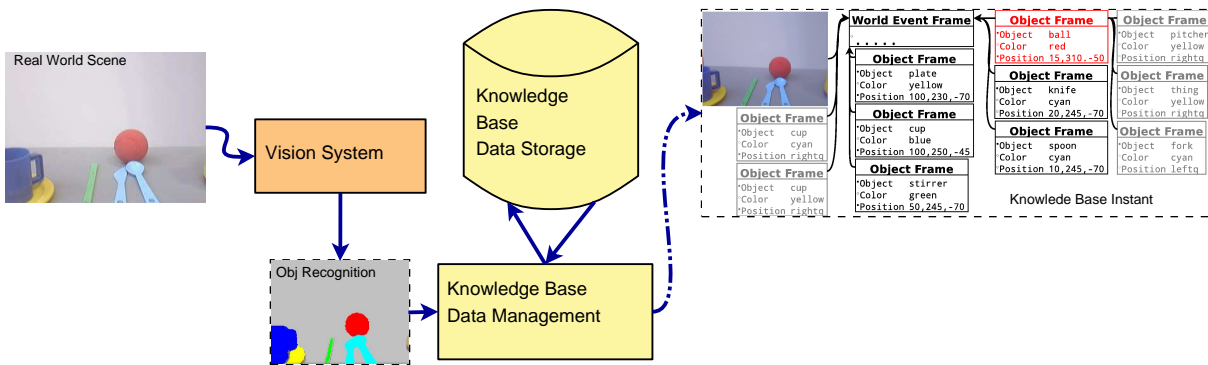 Real World Scene
Vision System
Obj Recognition
Knowledge
Base
Data Storage
Knowledge Base
Data Management
World Event Frame
. . . . .
Object Frame
Object plate
Color yellow
Position 100,230,-70
Object Frame
Object cup
Color blue
Position 100,250,-45
Object Frame
Object stirrer
Color green
Position 50,245,-70
Object Frame
Object cup
Color cyan
Position rightq
Object Frame
Object cup
Color yellow
Position rightq
Object Frame
Object ball
Color red
Position 15,310,-50
Object Frame
Object knife
Color cyan
Position 20,245,-70
Object Frame
Object spoon
Color cyan
Position 10,245,-70
Object Frame
Object pitcher
Color yellow
Position rightq
Object Frame
Object thing
Color yellow
Position rightq
Object Frame
Object fork
Color cyan
Position leftq
Knowlede Base Instant